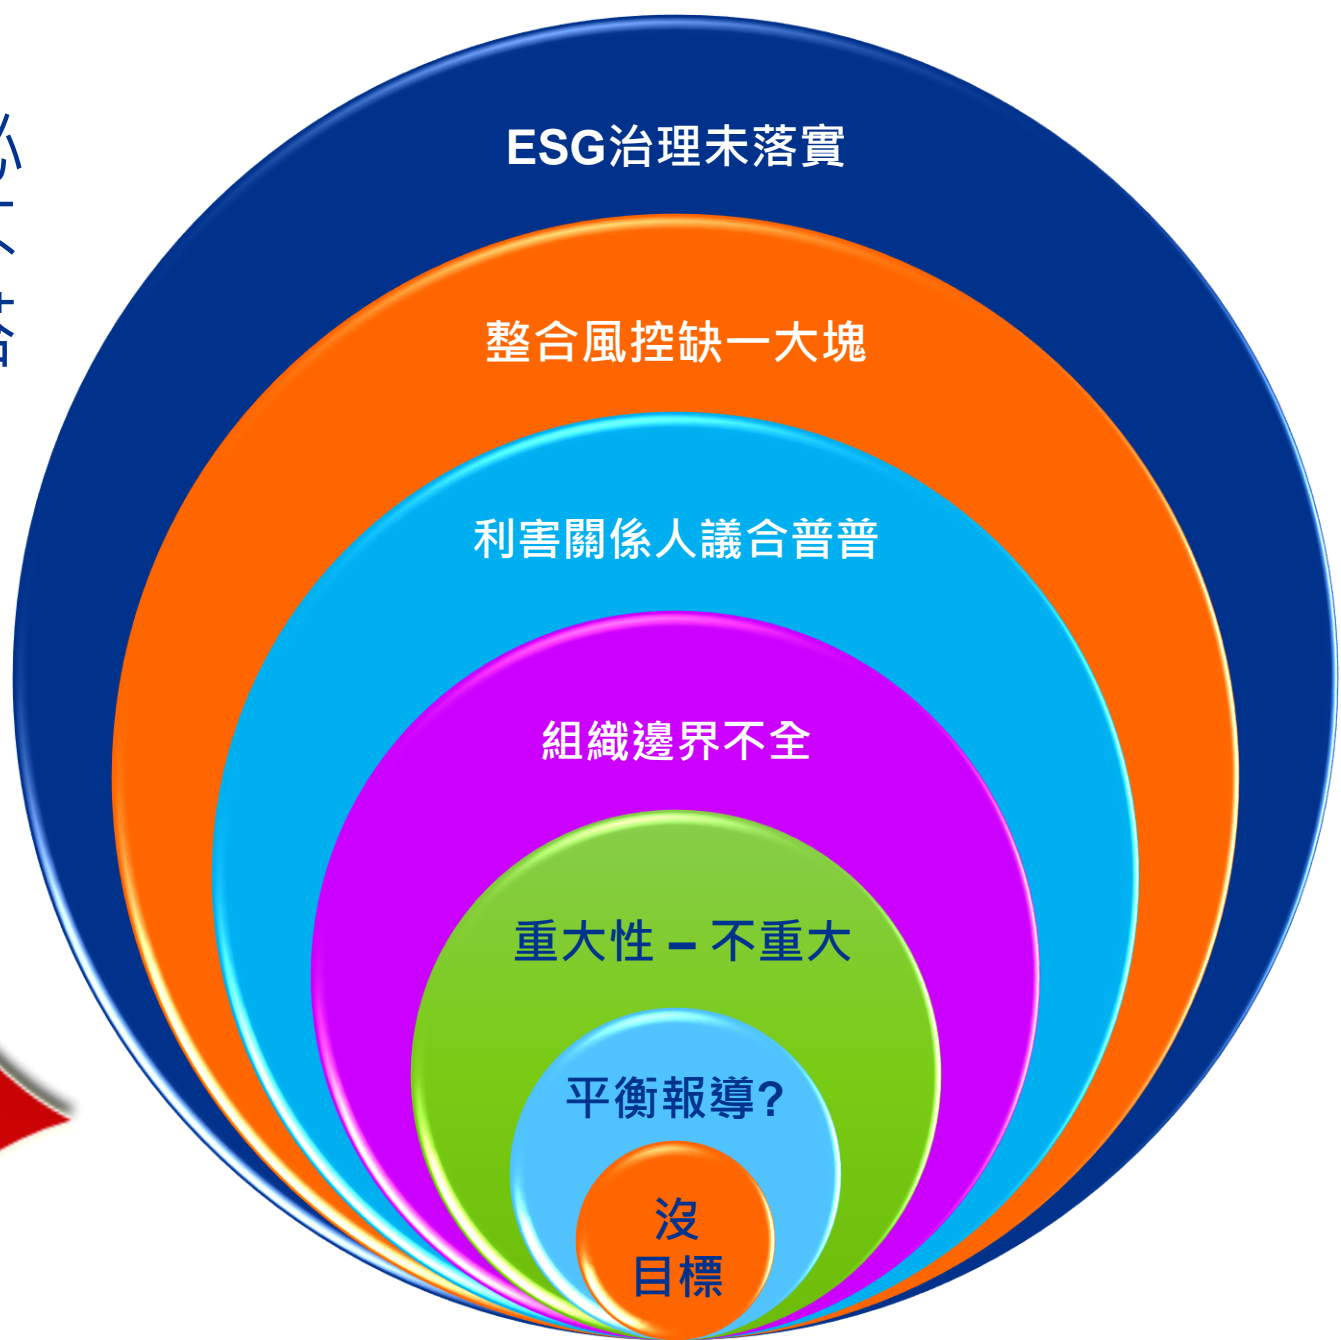 ESG治理未落實
整合風控缺一大塊
利害關係人議合普普
組織邊界不全
重大性 – 不重大
平衡報導?
沒
目標